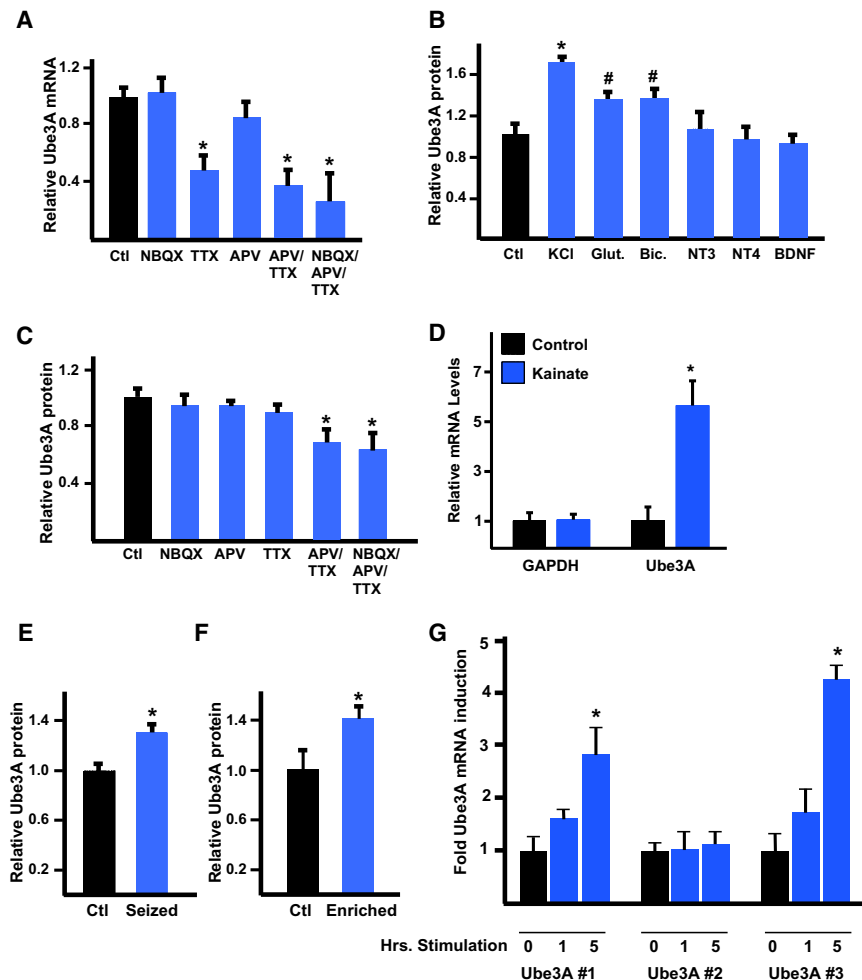 A
Relative Ube3A mRNA
1.2
0.8
0.4
*
*
*
Ctl NBQX TTX APV APV/ NBQX/
TTX APV/
TTX
B
Relative Ube3A protein
1.6
1.2
0.8
0.4
*
#
#
Ctl KCl Glut. Bic. NT3 NT4 BDNF
C
Relative Ube3A protein
1.2
0.8
0.4
*
*
Ctl NBQX APV TTX APV/ NBQX/
TTX APV/
TTX
D
Relative mRNA Levels
7
5
3
1
Control
Kainate
*
GAPDH Ube3A
E
Relative Ube3A protein
1.4
1.0
0.6
0.2
*
Ctl Seized
F
Relative Ube3A protein
1.4
1.0
0.6
0.2
*
Ctl Enriched
G
Fold Ube3A mRNA induction
5
4
3
2
1
*
*
Hrs. Stimulation 0 1 5 0 1 5 0 1 5
Ube3A #1 Ube3A #2 Ube3A #3